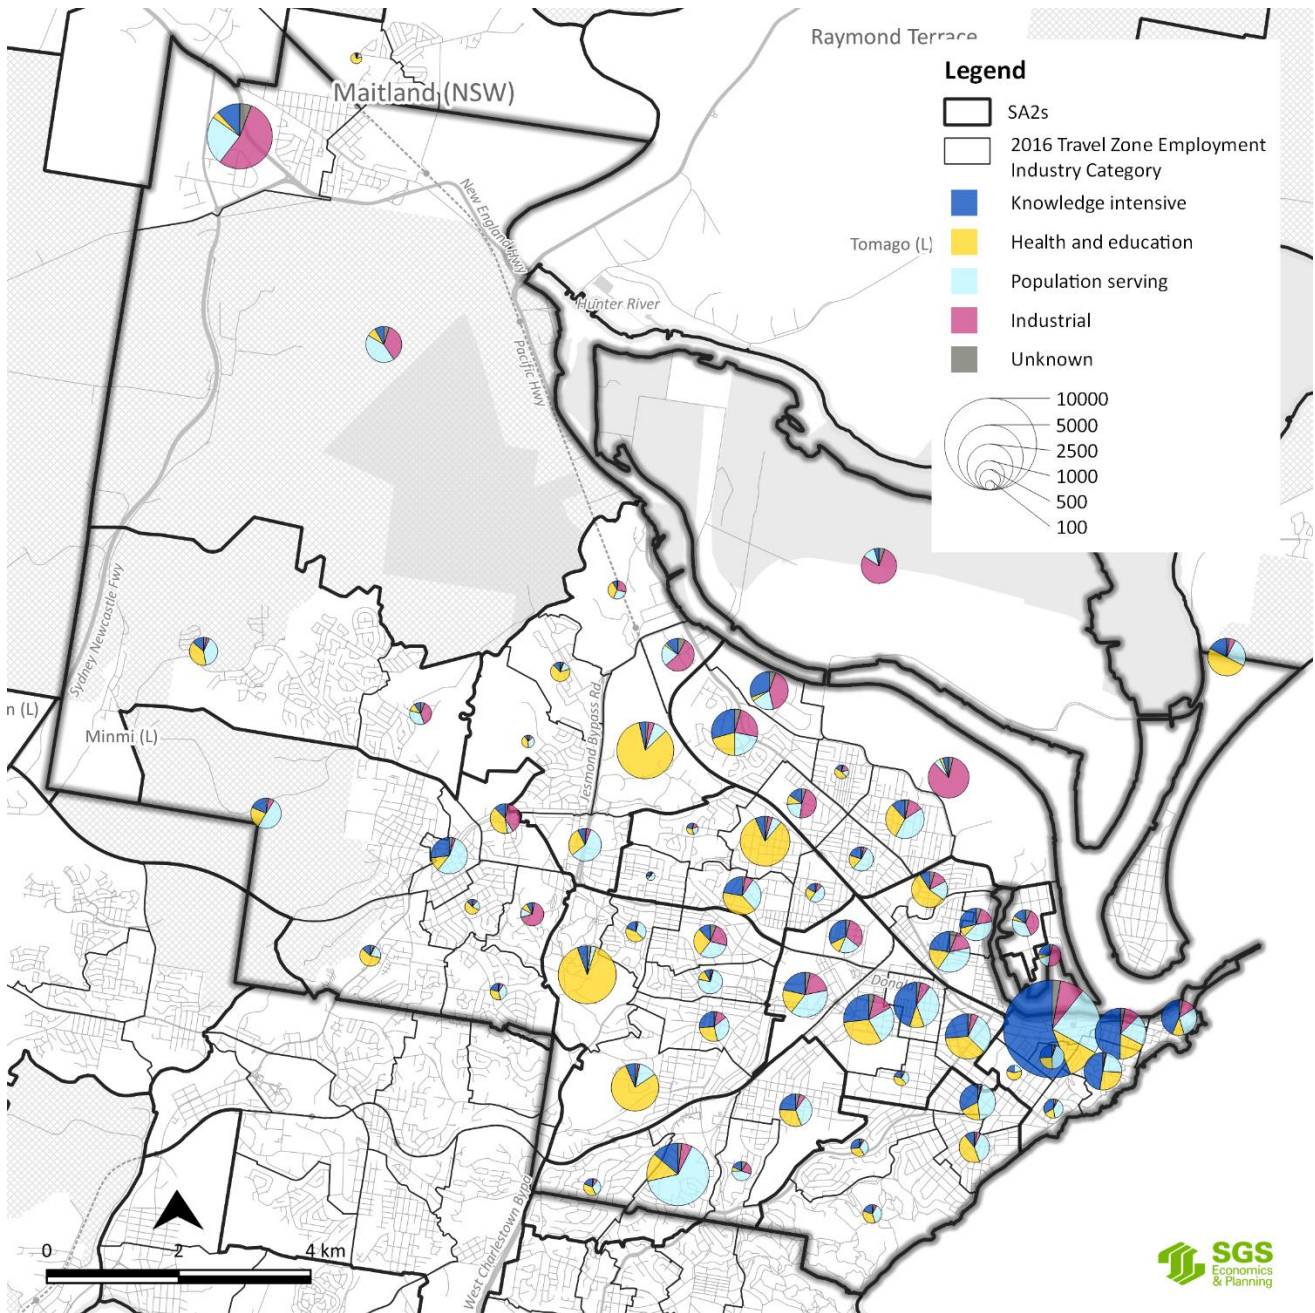 Raymond Terrace
Legend
SA2s
2016 Travel Zone Employment
Industry Category
Knowledge intensive
Health and education
Population serving
Industrial
Unknown
10000
5000
2500
1000
500
100
Maitland (NSW)
New England Hwy
Tomago (L)
Hunter River
Pacific Hwy
Sydney Newcastle Fwy
n (L)
Minmi (L)
Jesmond Bypass Rd
Donald
West Charlestown Bypa
0 2 4 km
SGS
Economics
& Planning